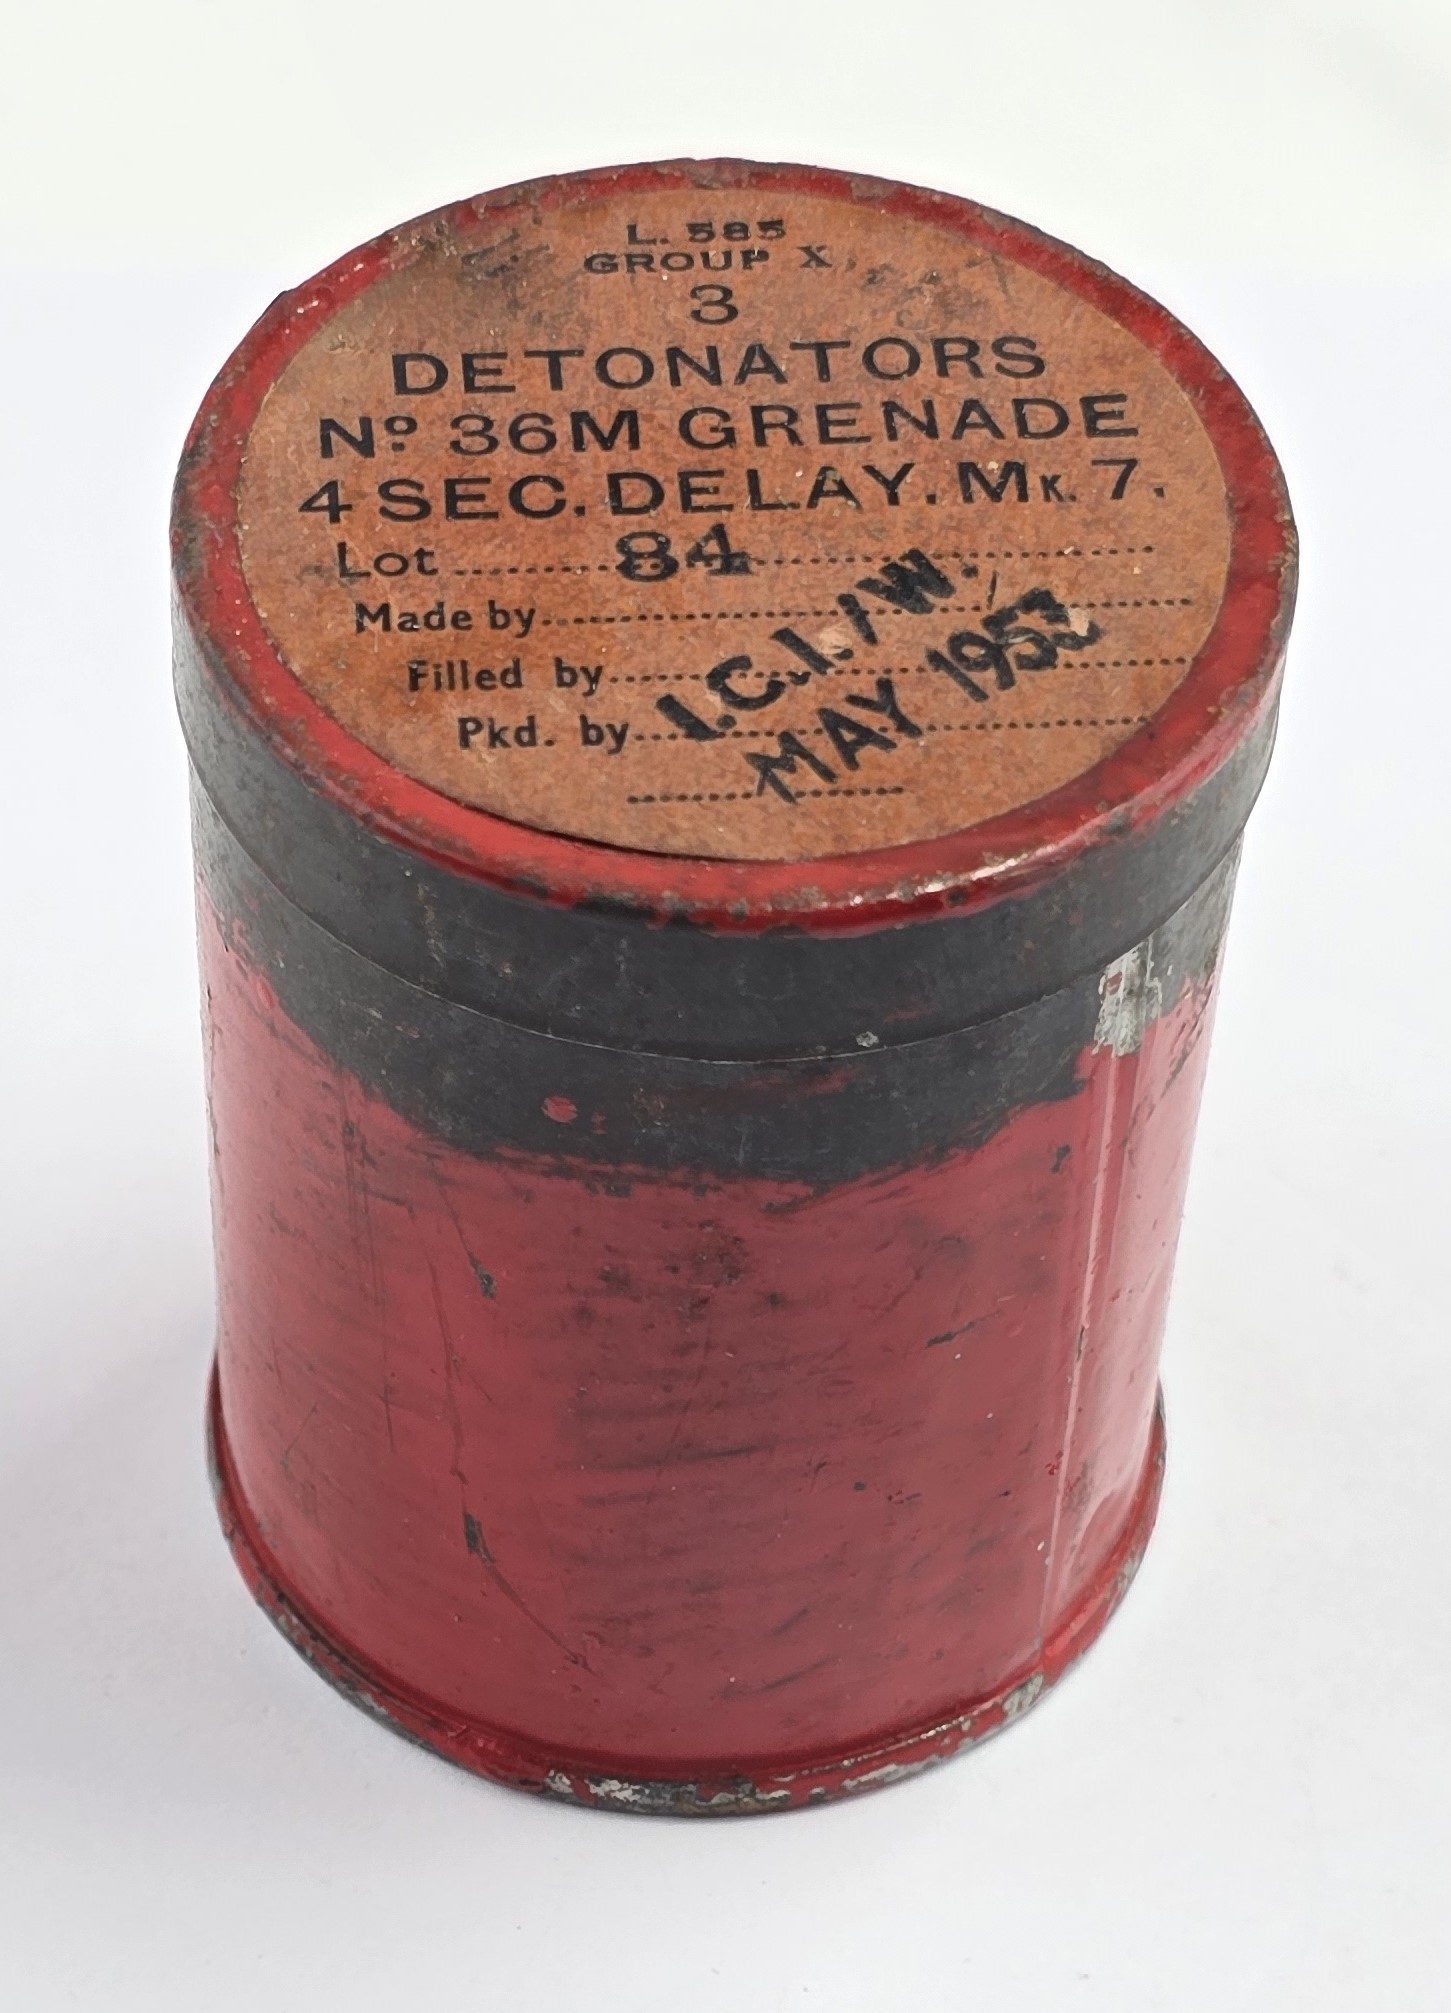 L. 585
GROUP X
3
DETONATORS
Nº 36M GRENADE
4 SEC. DELAY. MK. 7.
Lot 84
Made by
Filled by
Pkd. by
I.C.I./W.
MAY 1953